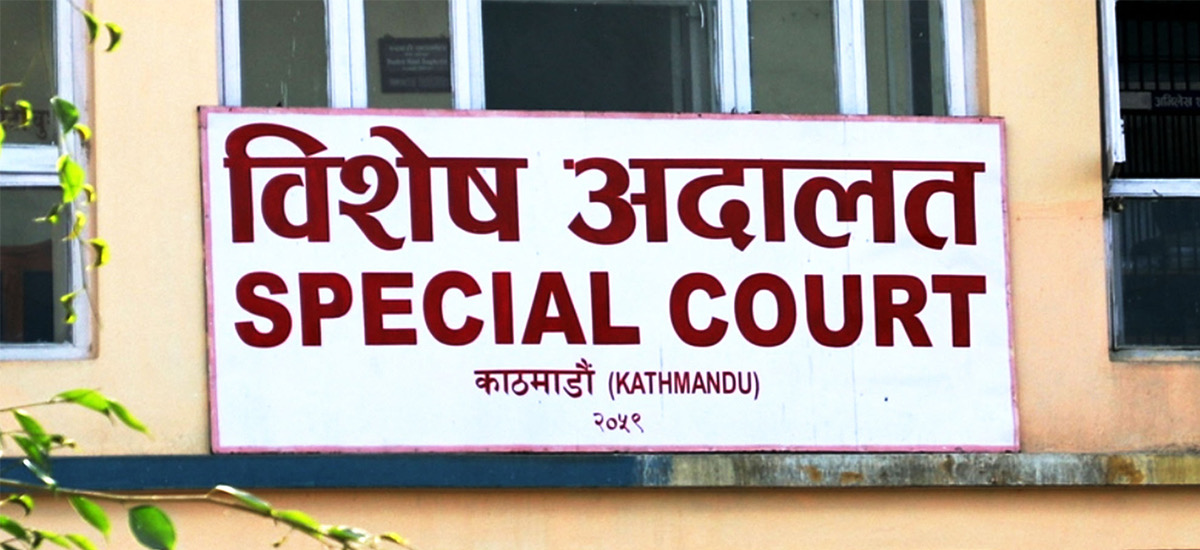 विशेष अदालत
SPECIAL COURT
काठमाडौं (KATHMANDU)
२०५९